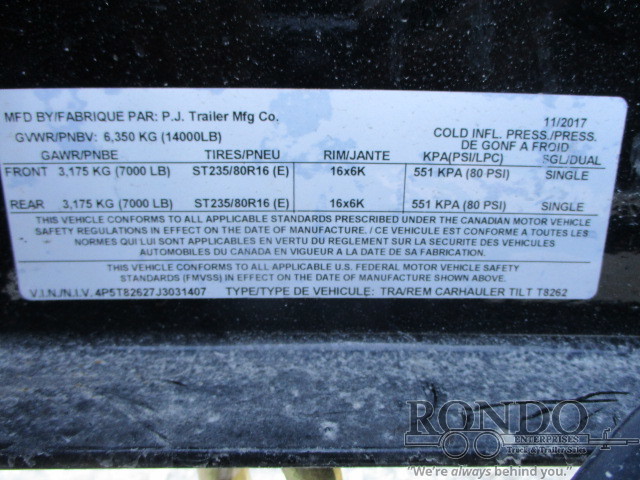 MFD BY/FABRIQUE PAR: P.J. Trailer Mfg Co. 11/2017
GVWR/PNBV: 6,350 KG (14000LB) COLD INFL. PRESS./PRESS.
DE GONF A FROID
GAWR/PNBE TIRES/PNEU RIM/JANTE KPA(PSI/LPC) SGL/DUAL
FRONT 3,175 KG (7000 LB) ST235/80R16 (E) 16x6K 551 KPA (80 PSI) SINGLE
REAR 3,175 KG (7000 LB) ST235/80R16 (E) 16x6K 551 KPA (80 PSI) SINGLE
THIS VEHICLE CONFORMS TO ALL APPLICABLE STANDARDS PRESCRIBED UNDER THE CANADIAN MOTOR VEHICLE
SAFETY REGULATIONS IN EFFECT ON THE DATE OF MANUFACTURE. / CE VEHICULE EST CONFORME A TOUTES LES
NORMES QUI LUI SONT APPLICABLES EN VERTU DU REGLEMENT SUR LA SECURITE DES VEHICULES
AUTOMOBILES DU CANADA EN VIGUEUR A LA DATE DE SA FABRICATION.
THIS VEHICLE CONFORMS TO ALL APPLICABLE U.S. FEDERAL MOTOR VEHICLE SAFETY
STANDARDS (FMVSS) IN EFFECT ON THE DATE OF MANUFACTURE.
V.I.N./N.I.V. 4P5T82627J3031407 TYPE/TYPE DE VEHICULE: TRA/REM CARHAULER TILT T8262
RONDO
ENTERPRISES
Truck & Trailer Sales
"We're always behind you."